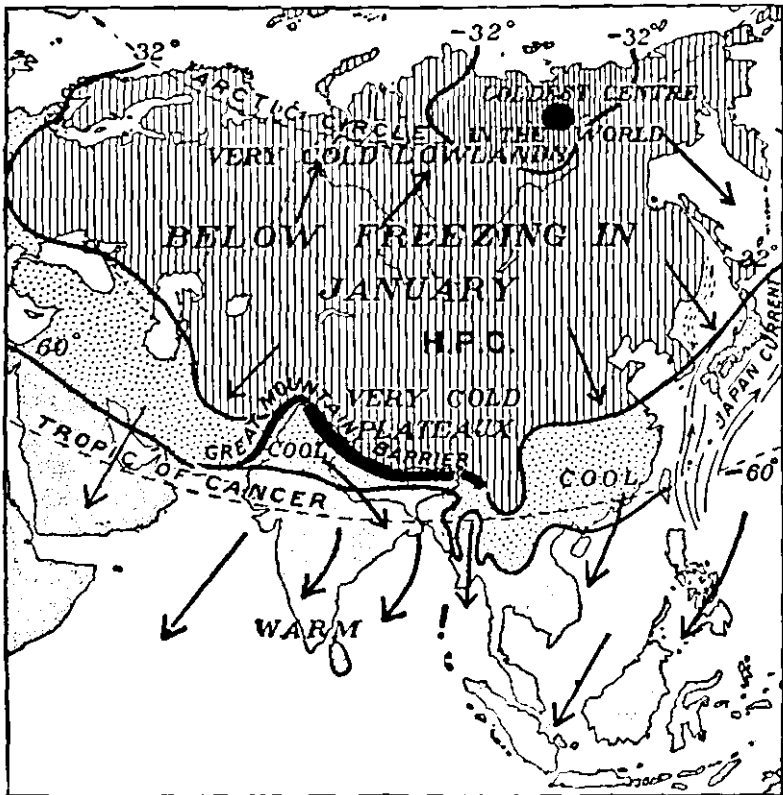 32° -32° -32°
ARCTIC CIRCLE
COLDEST CENTRE
IN THE WORLD
VERY COLD LOWLANDS
BELOW FREEZING IN
JANUARY
32°
H.P.C.
60°
VERY COLD
PLATEAUX
GREAT MOUNTAIN BARRIER
JAPAN CURRENT
TROPIC OF CANCER
COOL
COOL
60°
WARM